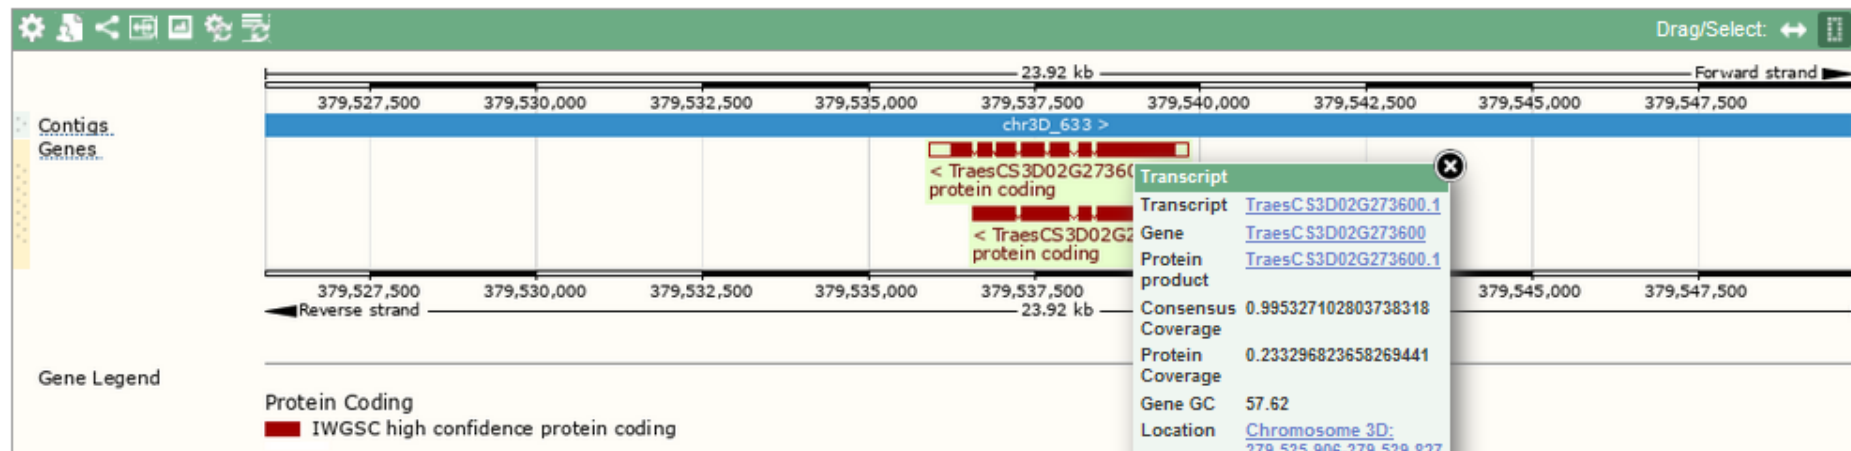 Drag/Select:
23.92 kb Forward strand
379,527,500 379,530,000 379,532,500 379,535,000 379,537,500 379,540,000 379,542,500 379,545,000 379,547,500
Contigs chr3D_633 >
Genes
< TraesCS3D02G27360
protein coding
< TraesCS3D02G2
protein coding
379,527,500 379,530,000 379,532,500 379,535,000 379,537,500 379,545,000 379,547,500
Reverse strand 23.92 kb
Gene Legend
Protein Coding
IWGSC high confidence protein coding
Transcript
Transcript TraesCS3D02G273600.1
Gene TraesCS3D02G273600
Protein TraesCS3D02G273600.1
product
Consensus 0.995327102803738318
Coverage
Protein 0.233296823658269441
Coverage
Gene GC 57.62
Location Chromosome 3D: